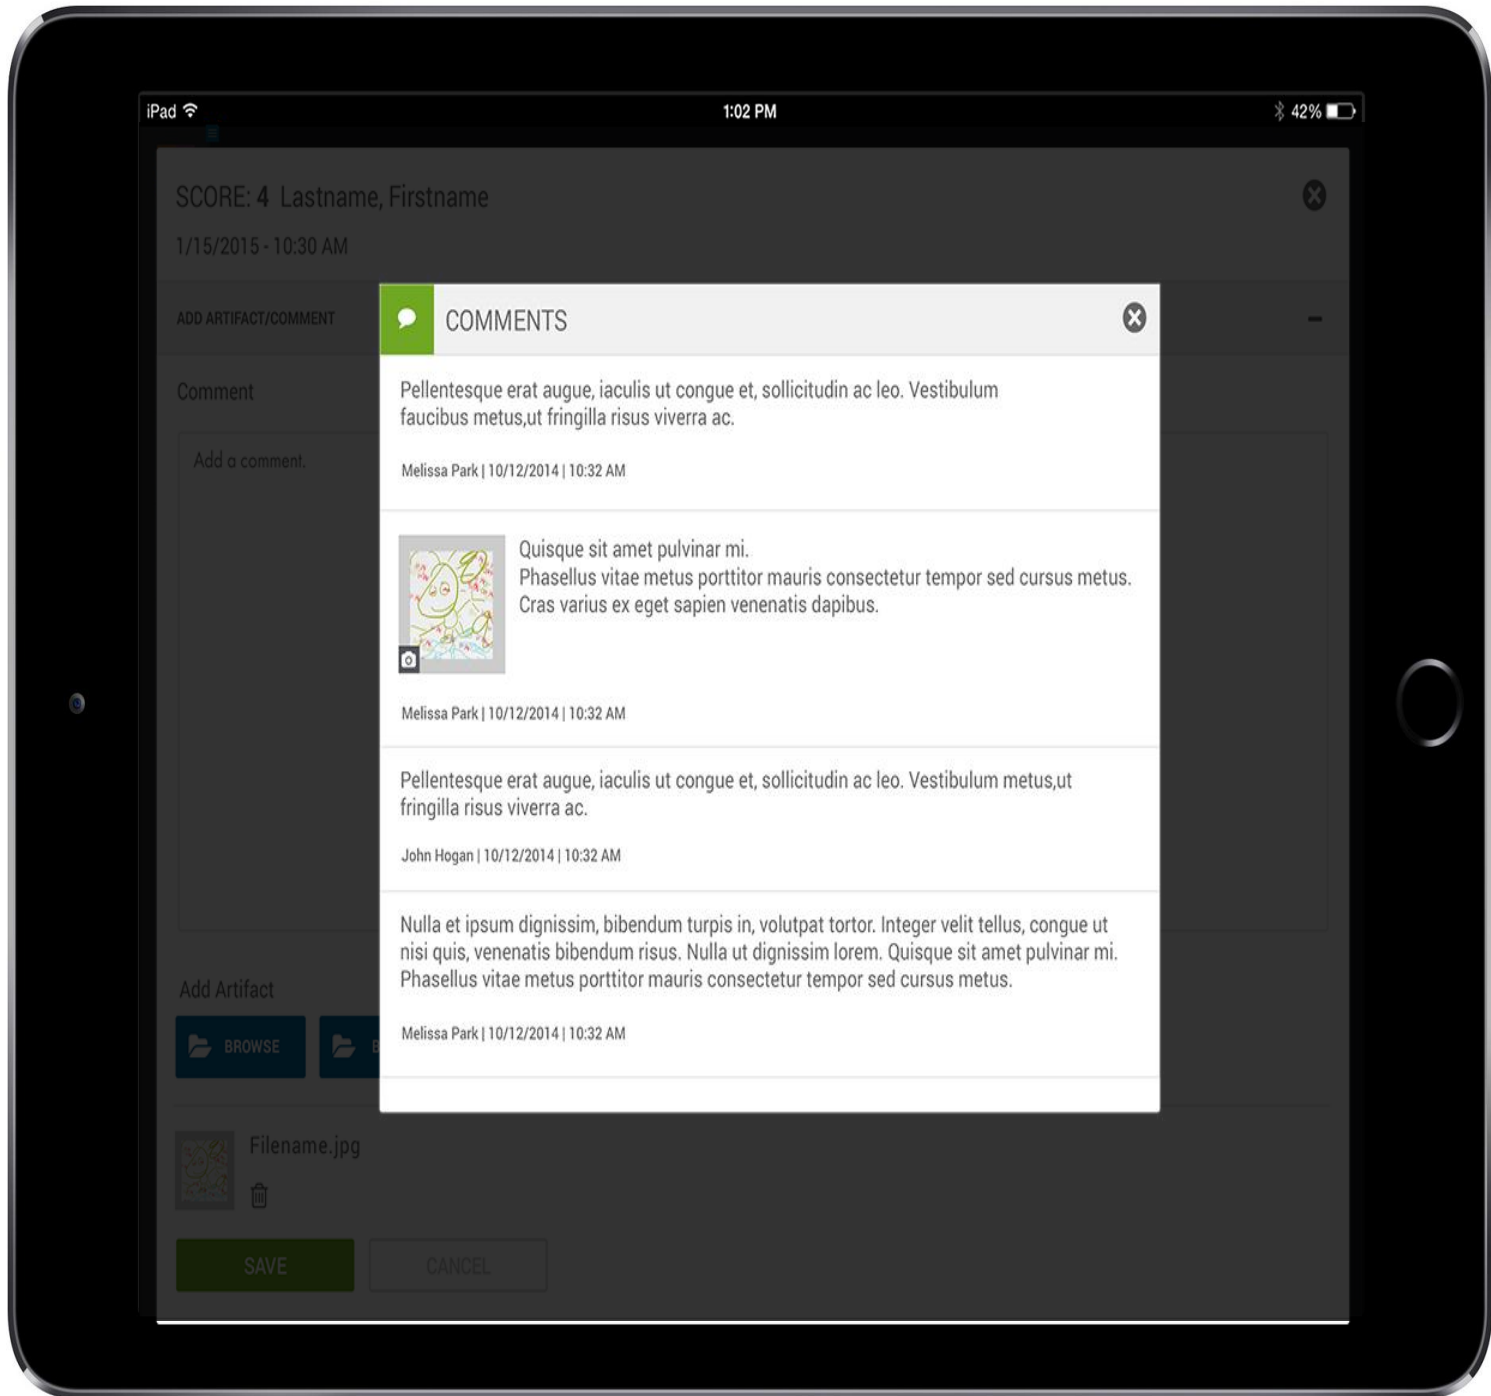 iPad 1:02 PM 42%
SCORE: 4 Lastname, Firstname
1/15/2015 - 10:30 AM
ADD ARTIFACT/COMMENT
Comment
Add a comment.
COMMENTS
Pellentesque erat augue, iaculis ut congue et, sollicitudin ac leo. Vestibulum
faucibus metus,ut fringilla risus viverra ac.
Melissa Park | 10/12/2014 | 10:32 AM
Quisque sit amet pulvinar mi.
Phasellus vitae metus porttitor mauris consectetur tempor sed cursus metus.
Cras varius ex eget sapien venenatis dapibus.
Melissa Park | 10/12/2014 | 10:32 AM
Pellentesque erat augue, iaculis ut congue et, sollicitudin ac leo. Vestibulum metus,ut
fringilla risus viverra ac.
John Hogan | 10/12/2014 | 10:32 AM
Nulla et ipsum dignissim, bibendum turpis in, volutpat tortor. Integer velit tellus, congue ut
nisi quis, venenatis bibendum risus. Nulla ut dignissim lorem. Quisque sit amet pulvinar mi.
Phasellus vitae metus porttitor mauris consectetur tempor sed cursus metus.
Melissa Park | 10/12/2014 | 10:32 AM
Add Artifact
BROWSE
Filename.jpg
SAVE CANCEL